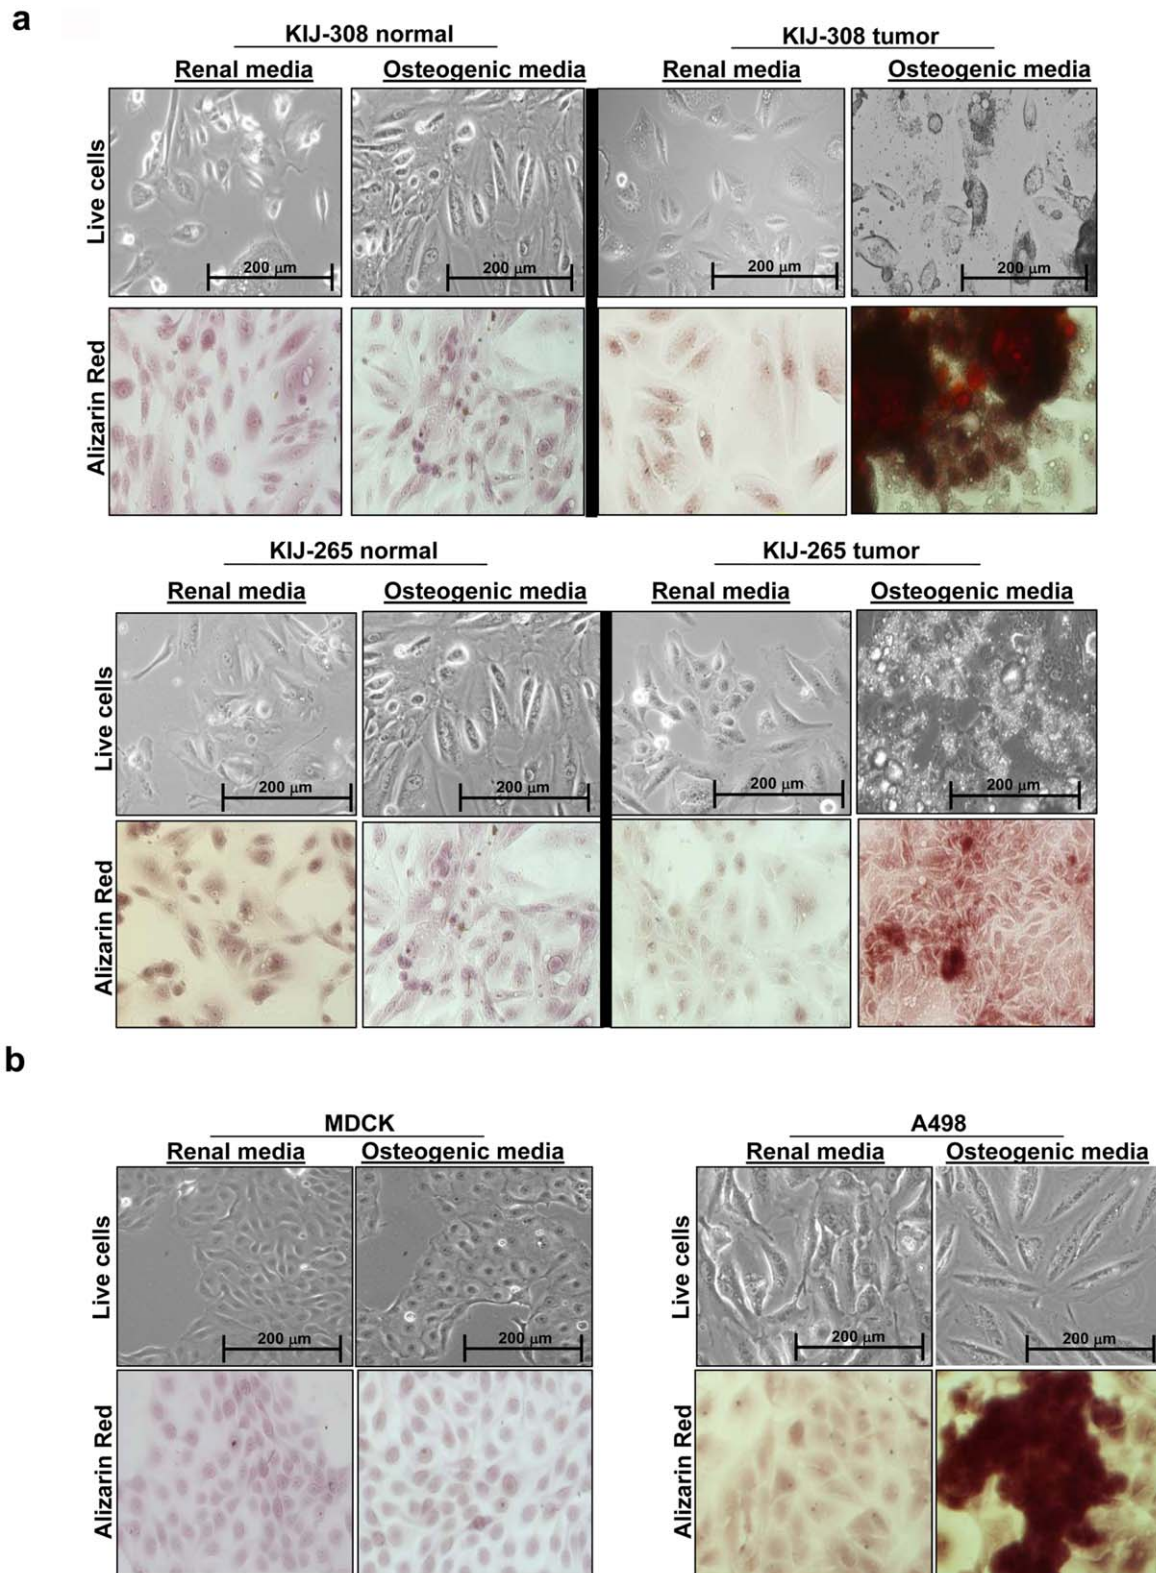 a
KIJ-308 normal
KIJ-308 tumor
Renal media
Osteogenic media
Renal media
Osteogenic media
Live cells
200 μm
200 μm
200 μm
200 μm
Alizarin Red
KIJ-265 normal
KIJ-265 tumor
Renal media
Osteogenic media
Renal media
Osteogenic media
Live cells
200 μm
200 μm
200 μm
200 μm
Alizarin Red
b
MDCK
A498
Renal media
Osteogenic media
Renal media
Osteogenic media
Live cells
200 μm
200 μm
Live cells
200 μm
200 μm
Alizarin Red
Alizarin Red